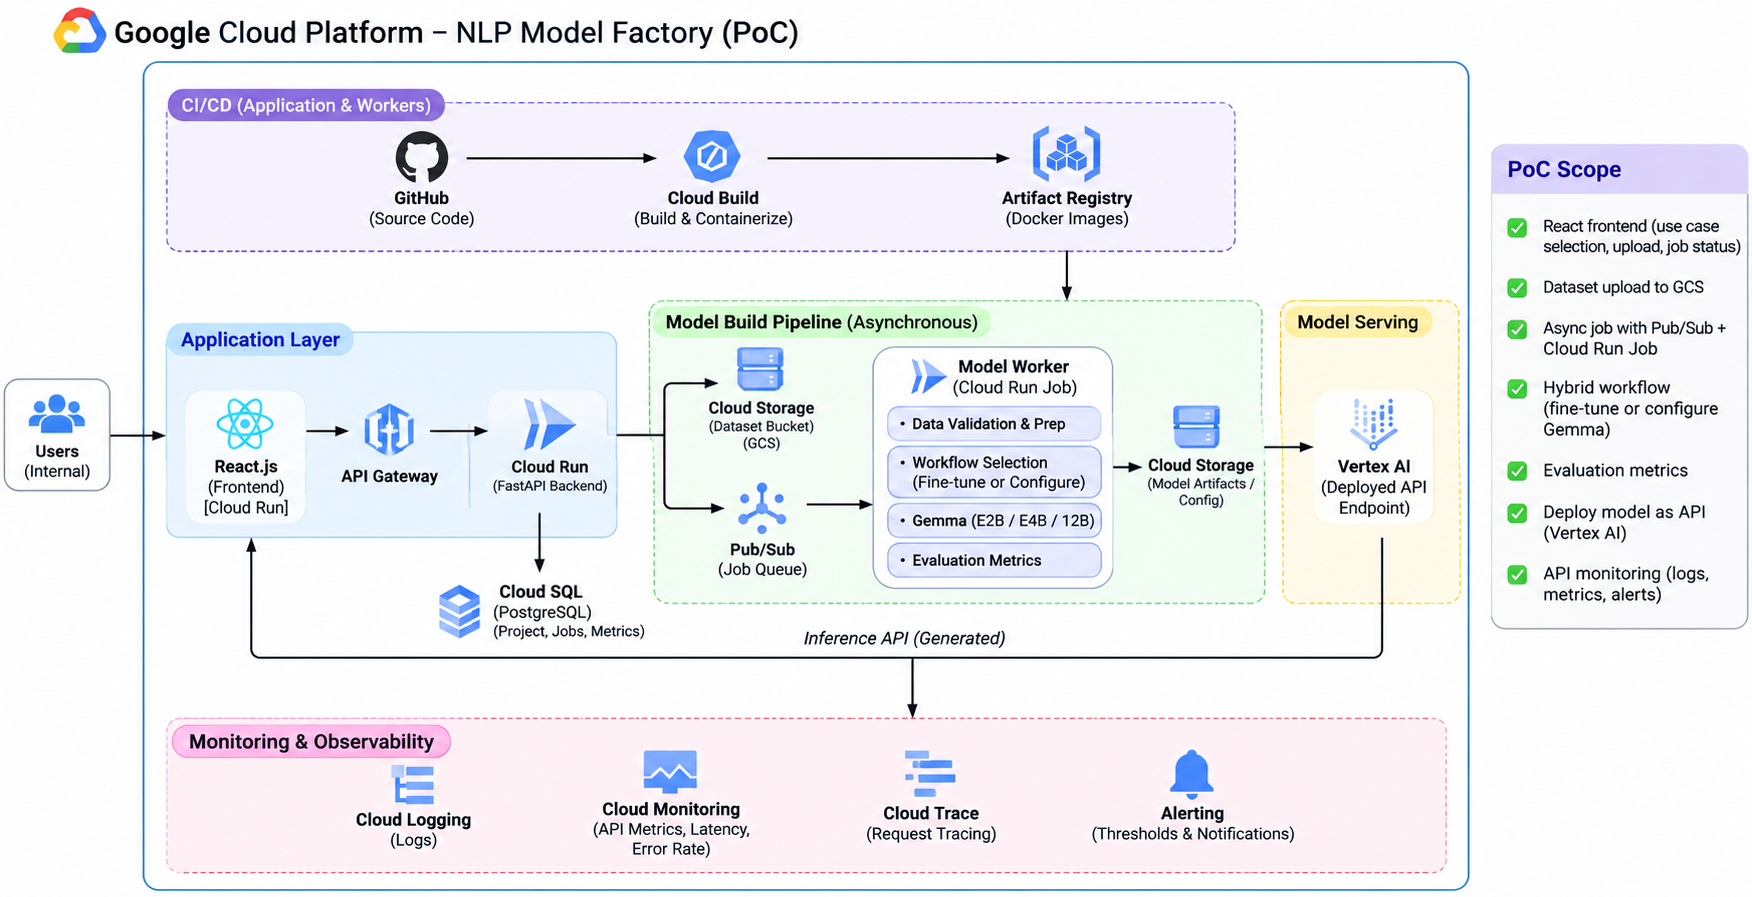 Google Cloud Platform – NLP Model Factory (PoC)
CI/CD (Application & Workers)
GitHub
(Source Code)
Cloud Build
(Build & Containerize)
Artifact Registry
(Docker Images)
Users
(Internal)
Application Layer
React.js
(Frontend)
[Cloud Run]
API Gateway
Cloud Run
(FastAPI Backend)
Cloud SQL
(PostgreSQL)
(Project, Jobs, Metrics)
Model Build Pipeline (Asynchronous)
Cloud Storage
(Dataset Bucket)
(GCS)
Pub/Sub
(Job Queue)
Model Worker
(Cloud Run Job)
• Data Validation & Prep
• Workflow Selection
(Fine-tune or Configure)
• Gemma (E2B / E4B / 12B)
• Evaluation Metrics
Cloud Storage
(Model Artifacts /
Config)
Model Serving
Vertex AI
(Deployed API
Endpoint)
Inference API (Generated)
Monitoring & Observability
Cloud Logging
(Logs)
Cloud Monitoring
(API Metrics, Latency,
Error Rate)
Cloud Trace
(Request Tracing)
Alerting
(Thresholds & Notifications)
PoC Scope
React frontend (use case
selection, upload, job status)
Dataset upload to GCS
Async job with Pub/Sub +
Cloud Run Job
Hybrid workflow
(fine-tune or configure
Gemma)
Evaluation metrics
Deploy model as API
(Vertex AI)
API monitoring (logs,
metrics, alerts)